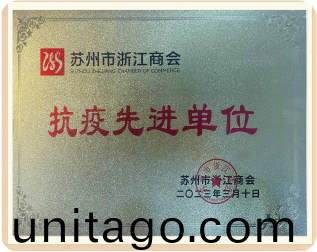 苏州市浙江商会
SUZHOU ZHEJIANG CHAMBER OF COMMERCE
抗疫先进单位
苏州市浙江商会
二〇二三年三月十日
unitago.com